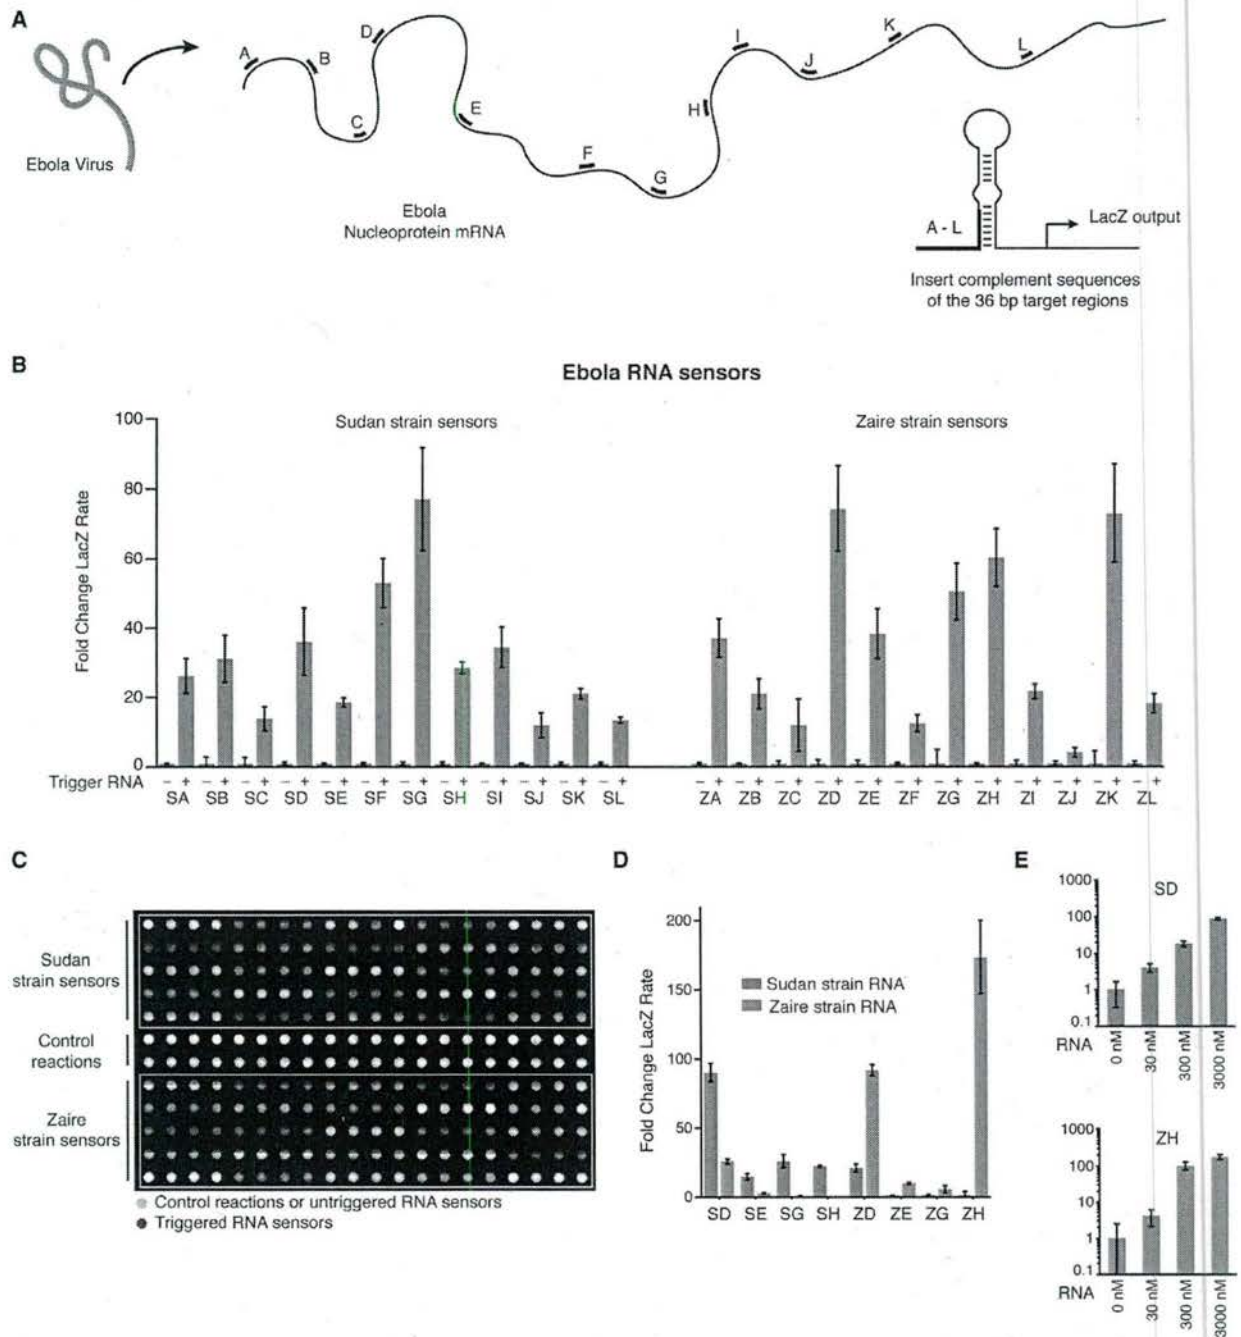 A
Ebola Virus
A
B
C
D
E
F
G
H
I
J
K
L
Ebola
Nucleoprotein mRNA
A - L
LacZ output
Insert complement sequences
of the 36 bp target regions
B
Ebola RNA sensors
Sudan strain sensors
Zaire strain sensors
Fold Change LacZ Rate
100
80
60
40
20
0
Trigger RNA
− + − + − + − + − + − + − + − + − + − + − + − + − + − + − + − + − + − + − + − + − + − + − + − +
SA SB SC SD SE SF SG SH SI SJ SK SL ZA ZB ZC ZD ZE ZF ZG ZH ZI ZJ ZK ZL
C
Sudan
strain sensors
Control
reactions
Zaire
strain sensors
Control reactions or untriggered RNA sensors
Triggered RNA sensors
D
Fold Change LacZ Rate
200
150
100
50
0
Sudan strain RNA
Zaire strain RNA
SD SE SG SH ZD ZE ZG ZH
E
SD
1000
100
10
1
0.1
RNA
0 nM
30 nM
300 nM
3000 nM
ZH
1000
100
10
1
0.1
RNA
0 nM
30 nM
300 nM
3000 nM